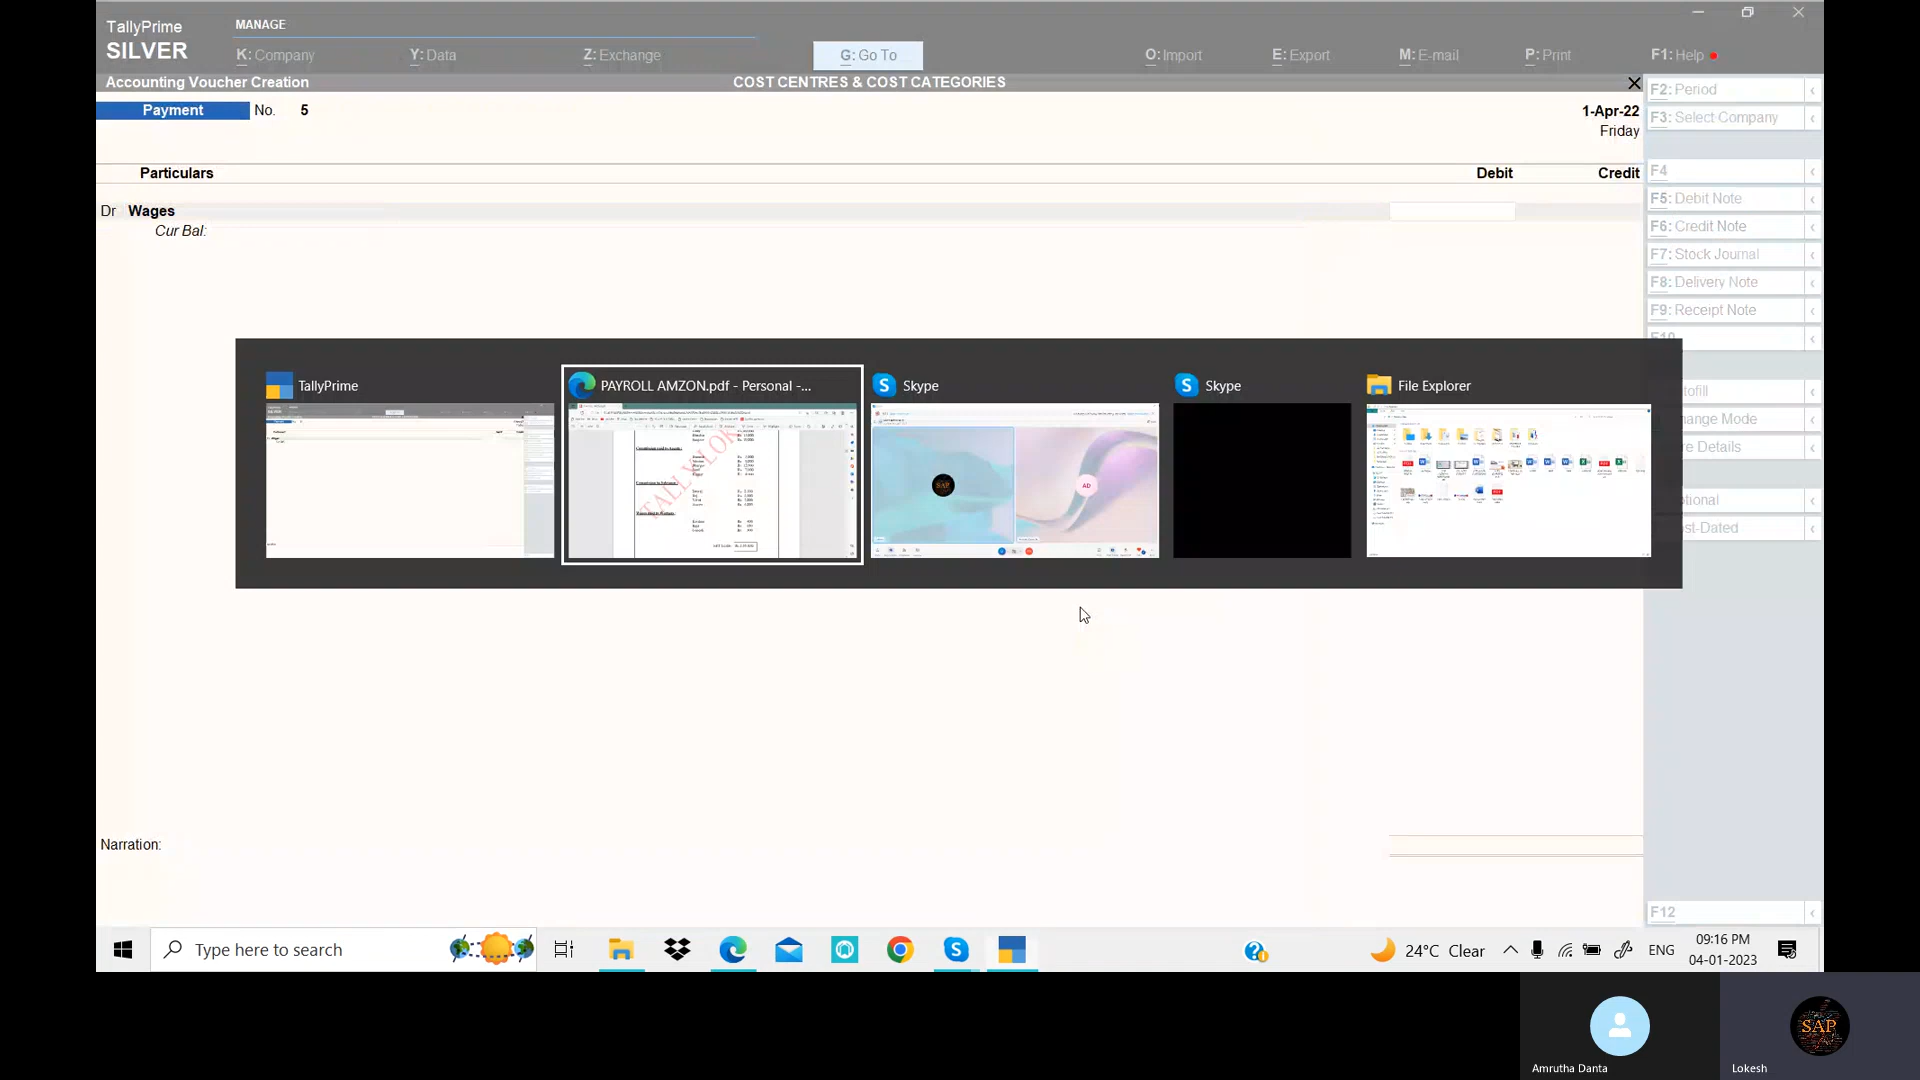 TallyPrime
SILVER
MANAGE
K: Company
Y: Data
Z: Exchange
G: Go To
O: Import
E: Export
M: E-mail
P: Print
F1: Help
Accounting Voucher Creation
COST CENTRES & COST CATEGORIES
Payment No. 5
1-Apr-22
Friday
Particulars
Debit
Credit
Dr Wages
Cur Bal:
F2: Period
F3: Select Company
F4
F5: Debit Note
F6: Credit Note
F7: Stock Journal
F8: Delivery Note
F9: Receipt Note
TallyPrime
PAYROLL AMZON.pdf - Personal -...
Skype
Skype
File Explorer
Narration:
F12
Type here to search
24°C Clear
ENG
09:16 PM
04-01-2023
Amrutha Danta
SAP
Lokesh